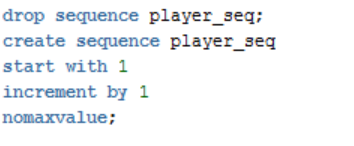 drop sequence player_seq;
create sequence player_seq
start with 1
increment by 1
nomaxvalue;